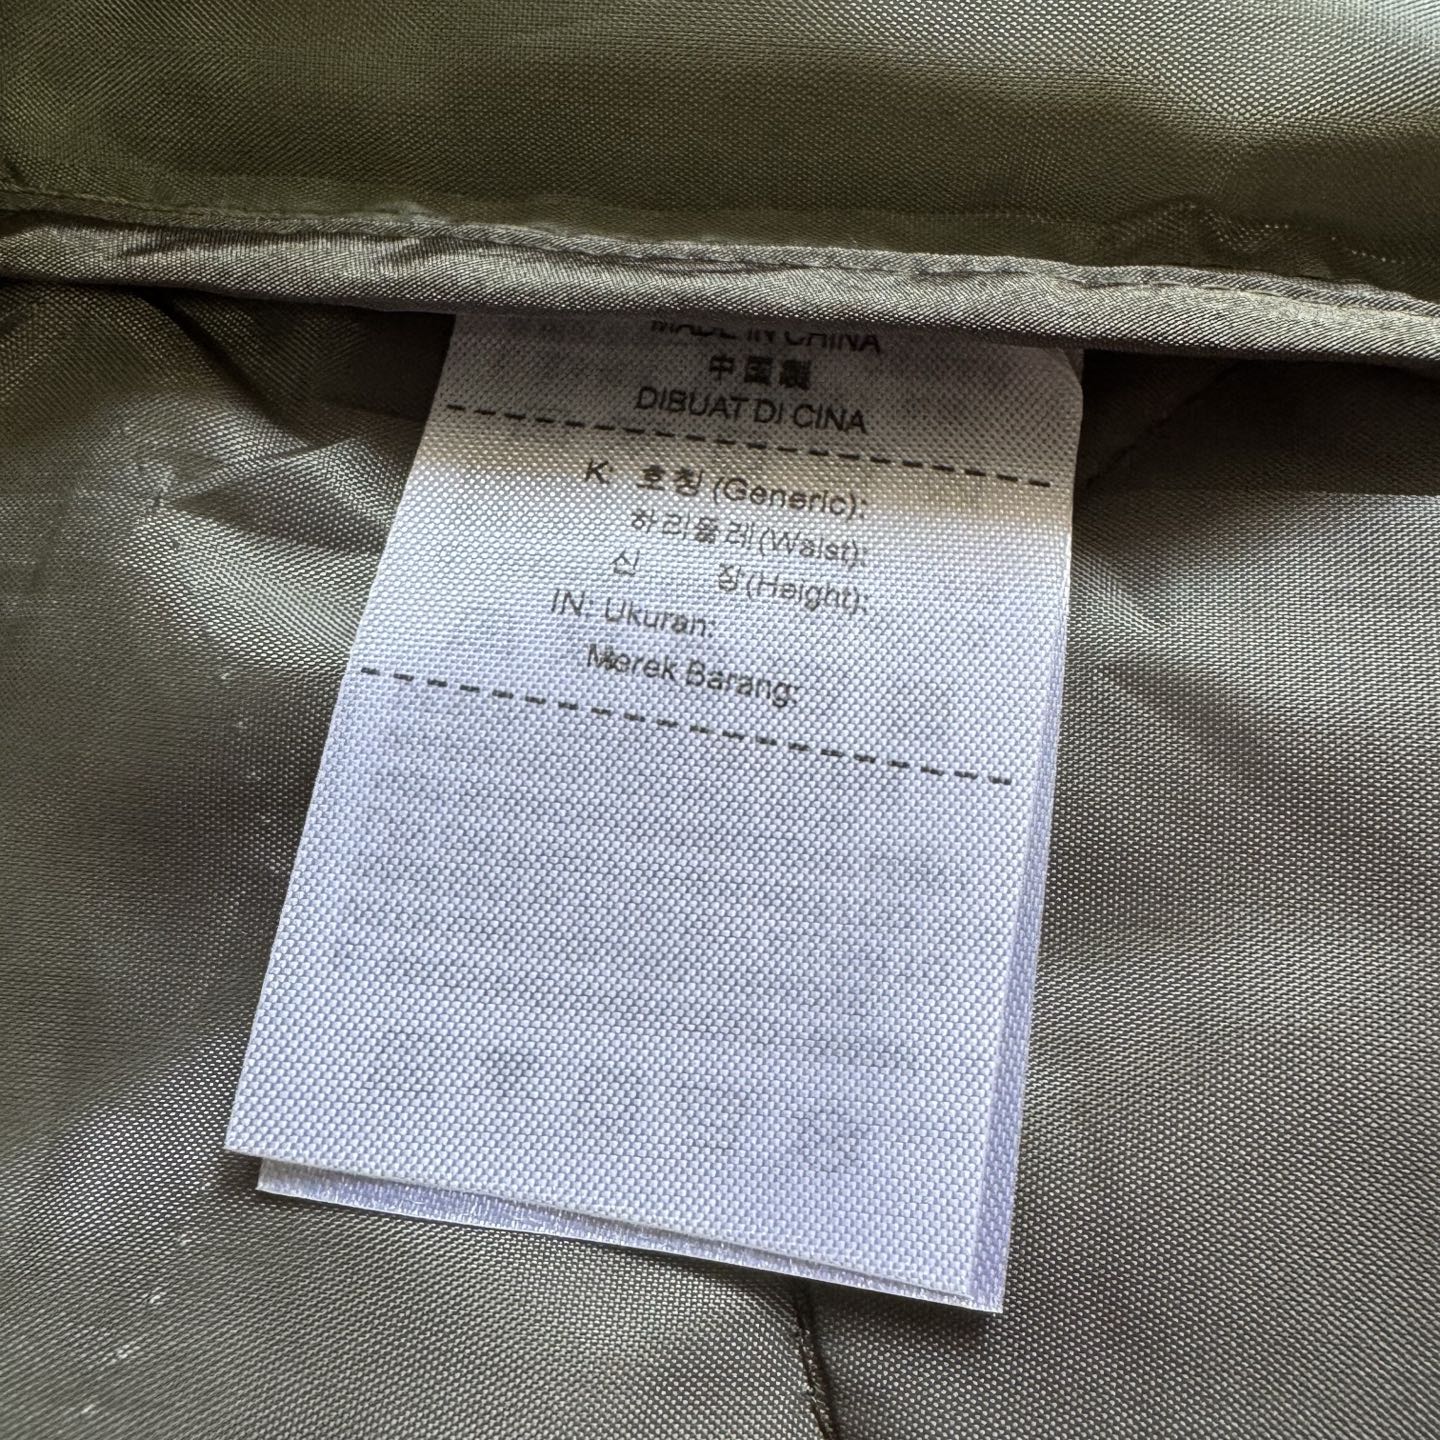 MADE IN CHINA
中国製
DIBUAT DI CINA
K: 호칭 (Generic):
허리둘레(Waist):
신 장(Height):
IN: Ukuran:
Merek Barang: